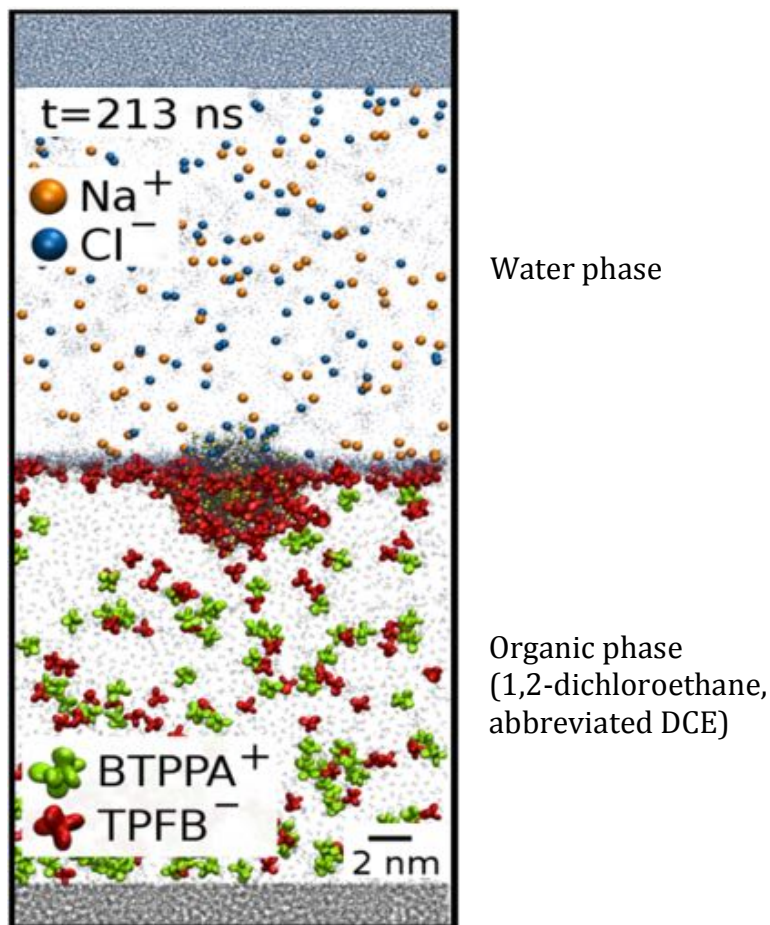 t=213 ns
Na⁺
Cl⁻
Water phase
Organic phase
(1,2-dichloroethane,
abbreviated DCE)
BTPPA⁺
TPFB⁻
2 nm